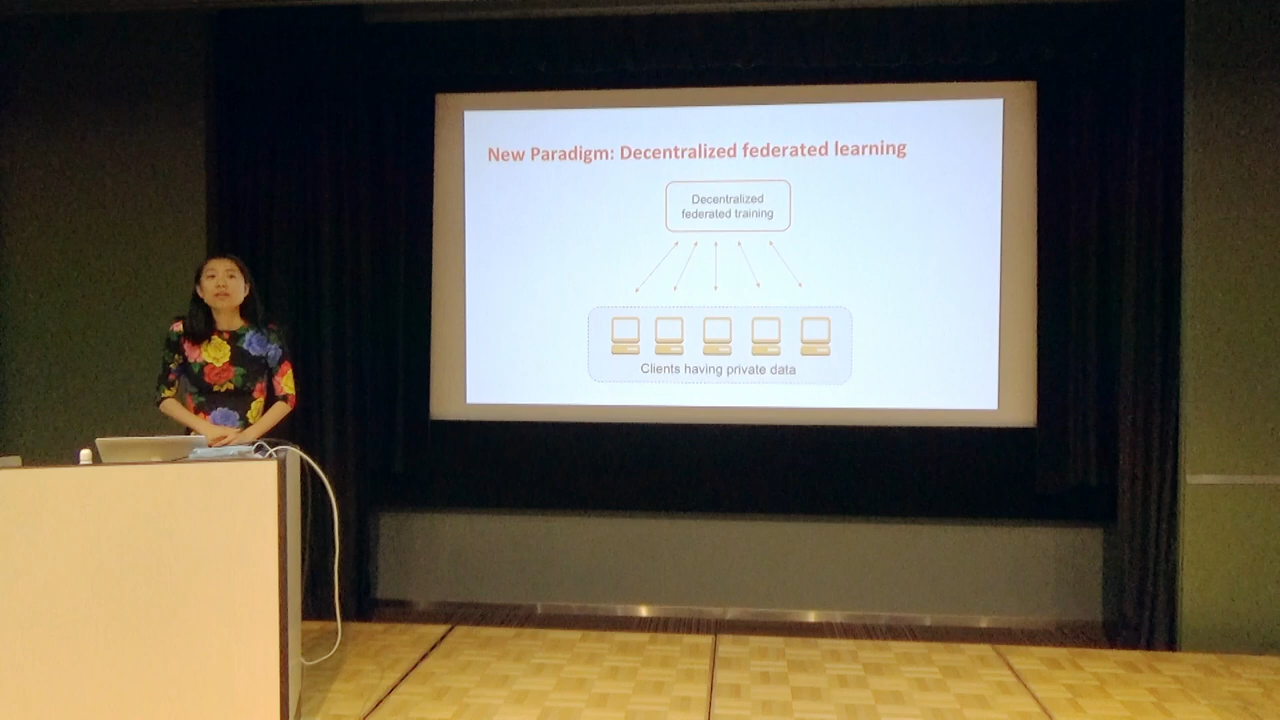 New Paradigm: Decentralized federated learning
Decentralized
federated training
Clients having private data